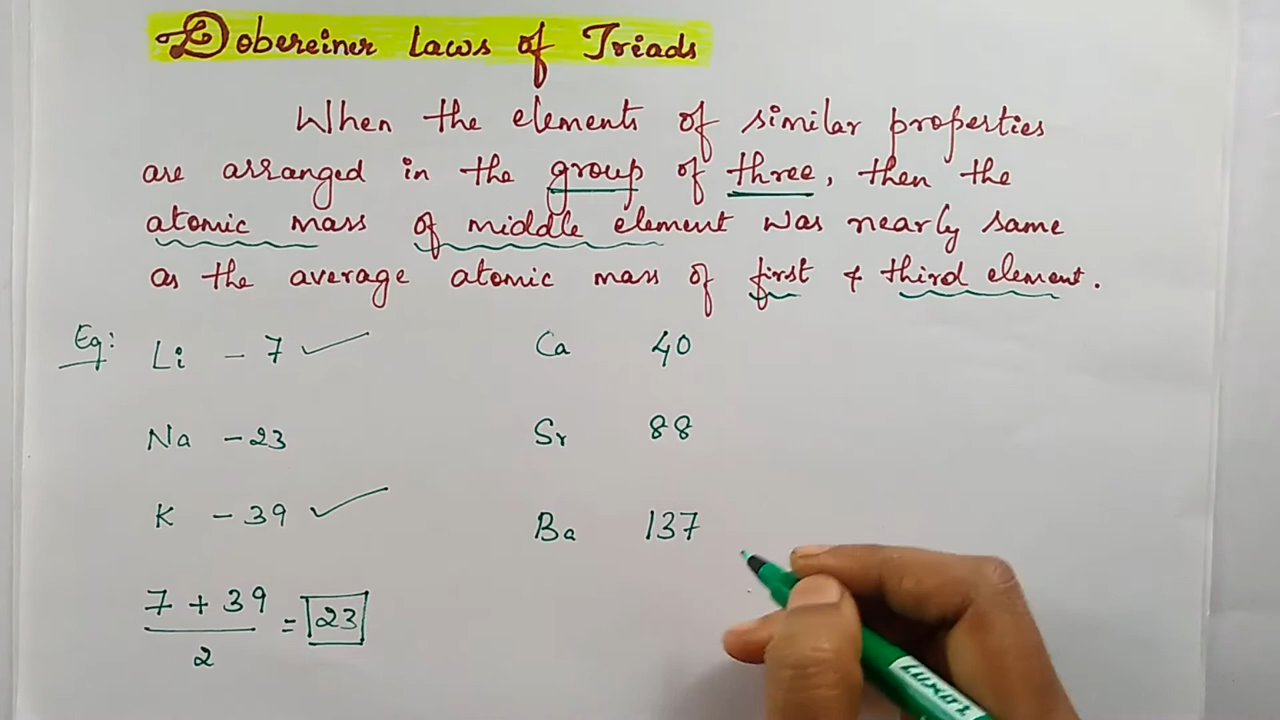 Dobereiner Laws of Triads
When the elements of similar properties
are arranged in the group of three, then the
atomic mass of middle element was nearly same
as the average atomic mass of first & third element.
Eg: Li - 7 ✓
Na - 23
K - 39 ✓
7 + 39
2
= 23
Ca 40
Sr 88
Ba 137
LUXOR